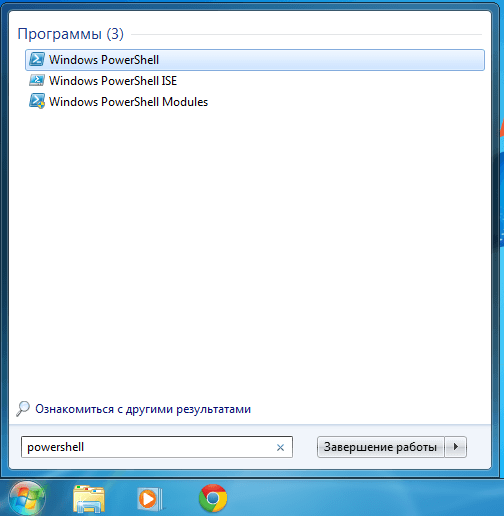 Программы (3)
Windows PowerShell
Windows PowerShell ISE
Windows PowerShell Modules
Ознакомиться с другими результатами
powershell
Завершение работы